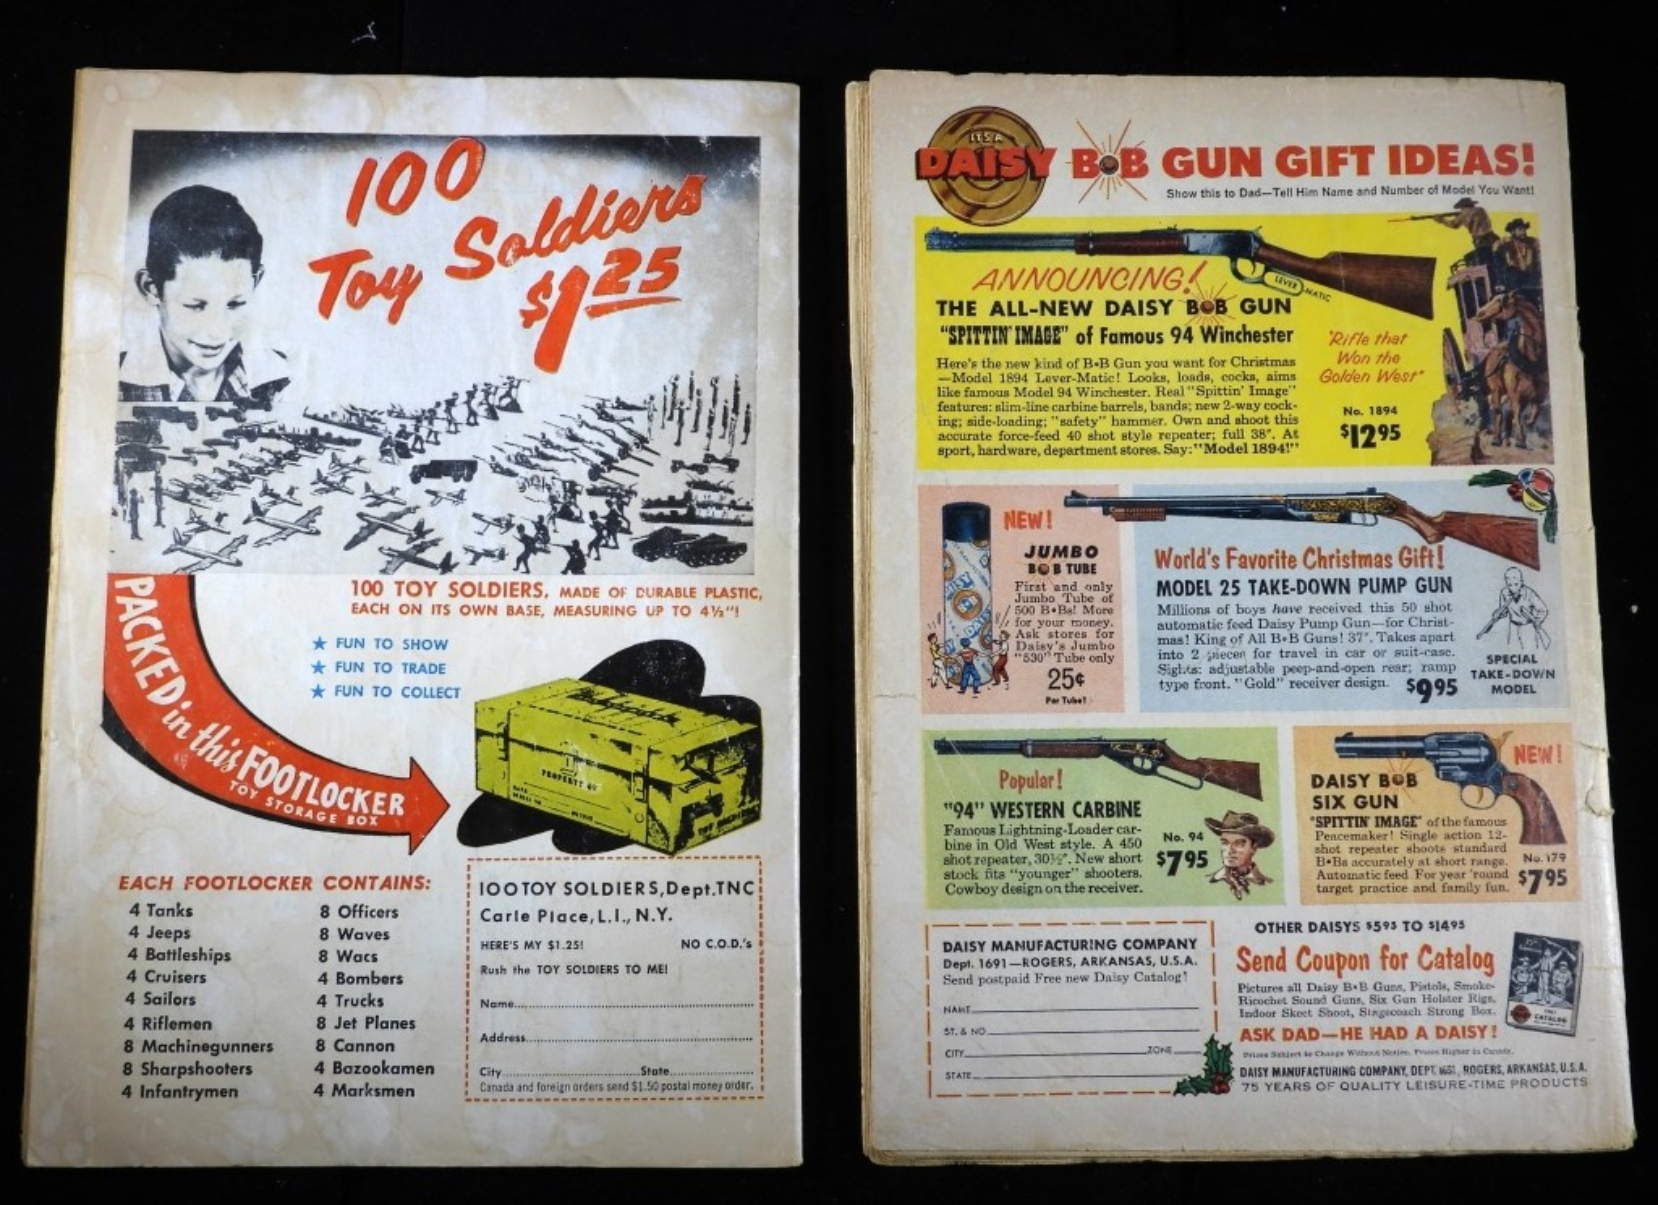 100
Toy Soldiers
$1.25
100 TOY SOLDIERS, MADE OF DURABLE PLASTIC,
EACH ON ITS OWN BASE, MEASURING UP TO 4½"!
★ FUN TO SHOW
★ FUN TO TRADE
★ FUN TO COLLECT
PACKED in this FOOTLOCKER
TOY STORAGE BOX
PROPERTY OF
EACH FOOTLOCKER CONTAINS:
4 Tanks
4 Jeeps
4 Battleships
4 Cruisers
4 Sailors
4 Riflemen
8 Machinegunners
8 Sharpshooters
4 Infantrymen
8 Officers
8 Waves
8 Wacs
4 Bombers
4 Trucks
8 Jet Planes
8 Cannon
4 Bazookamen
4 Marksmen
100 TOY SOLDIERS, Dept. TNC
Carle Place, L.I., N.Y.
HERE'S MY $1.25! NO C.O.D.'s
Rush the TOY SOLDIERS TO ME!
Name
Address
City State
Canada and foreign orders send $1.50 postal money order.
IT'S A
DAISY B•B GUN GIFT IDEAS!
Show this to Dad—Tell Him Name and Number of Model You Want!
LEVER-MATIC
ANNOUNCING!
THE ALL-NEW DAISY B•B GUN
"SPITTIN' IMAGE" of Famous 94 Winchester
Here's the new kind of B•B Gun you want for Christmas
—Model 1894 Lever-Matic! Looks, loads, cocks, aims
like famous Model 94 Winchester. Real "Spittin' Image"
features: slim-line carbine barrels, bands; new 2-way cock-
ing; side-loading; "safety" hammer. Own and shoot this
accurate force-feed 40 shot style repeater; full 38". At
sport, hardware, department stores. Say: "Model 1894!"
"Rifle that
Won the
Golden West"
No. 1894
$12.95
NEW!
JUMBO
B•B TUBE
First and only
Jumbo Tube of
500 B•Bs! More
for your money.
Ask stores for
Daisy's Jumbo
"530" Tube only
25¢
Per Tube!
World's Favorite Christmas Gift!
MODEL 25 TAKE-DOWN PUMP GUN
Millions of boys have received this 50 shot
automatic feed Daisy Pump Gun—for Christ-
mas! King of All B•B Guns! 37". Takes apart
into 2 pieces for travel in car or suit-case.
Sights: adjustable peep-and-open rear; ramp
type front. "Gold" receiver design. $9.95
SPECIAL
TAKE-DOWN
MODEL
Popular!
"94" WESTERN CARBINE
Famous Lightning-Loader car-
bine in Old West style. A 450
shot repeater, 30½". New short
stock fits "younger" shooters.
Cowboy design on the receiver.
No. 94
$7.95
NEW!
DAISY B•B
SIX GUN
"SPITTIN' IMAGE" of the famous
Peacemaker! Single action 12-
shot repeater shoots standard
B•Bs accurately at short range.
Automatic feed For year 'round
target practice and family fun.
No. 179
$7.95
DAISY MANUFACTURING COMPANY
Dept. 1691—ROGERS, ARKANSAS, U.S.A.
Send postpaid Free new Daisy Catalog!
NAME
ST. & NO.
CITY ZONE
STATE
OTHER DAISYS $5.95 TO $14.95
Send Coupon for Catalog
Pictures all Daisy B•B Guns, Pistols, Smoke-
Ricochet Sound Guns, Six Gun Holster Rigs,
Indoor Skeet Shoot, Stagecoach Strong Box.
ASK DAD—HE HAD A DAISY!
Prices Subject to Change Without Notice. Prices Higher in Canada.
DAISY MANUFACTURING COMPANY, DEPT. , ROGERS, ARKANSAS, U.S.A.
75 YEARS OF QUALITY LEISURE-TIME PRODUCTS
CATALOG